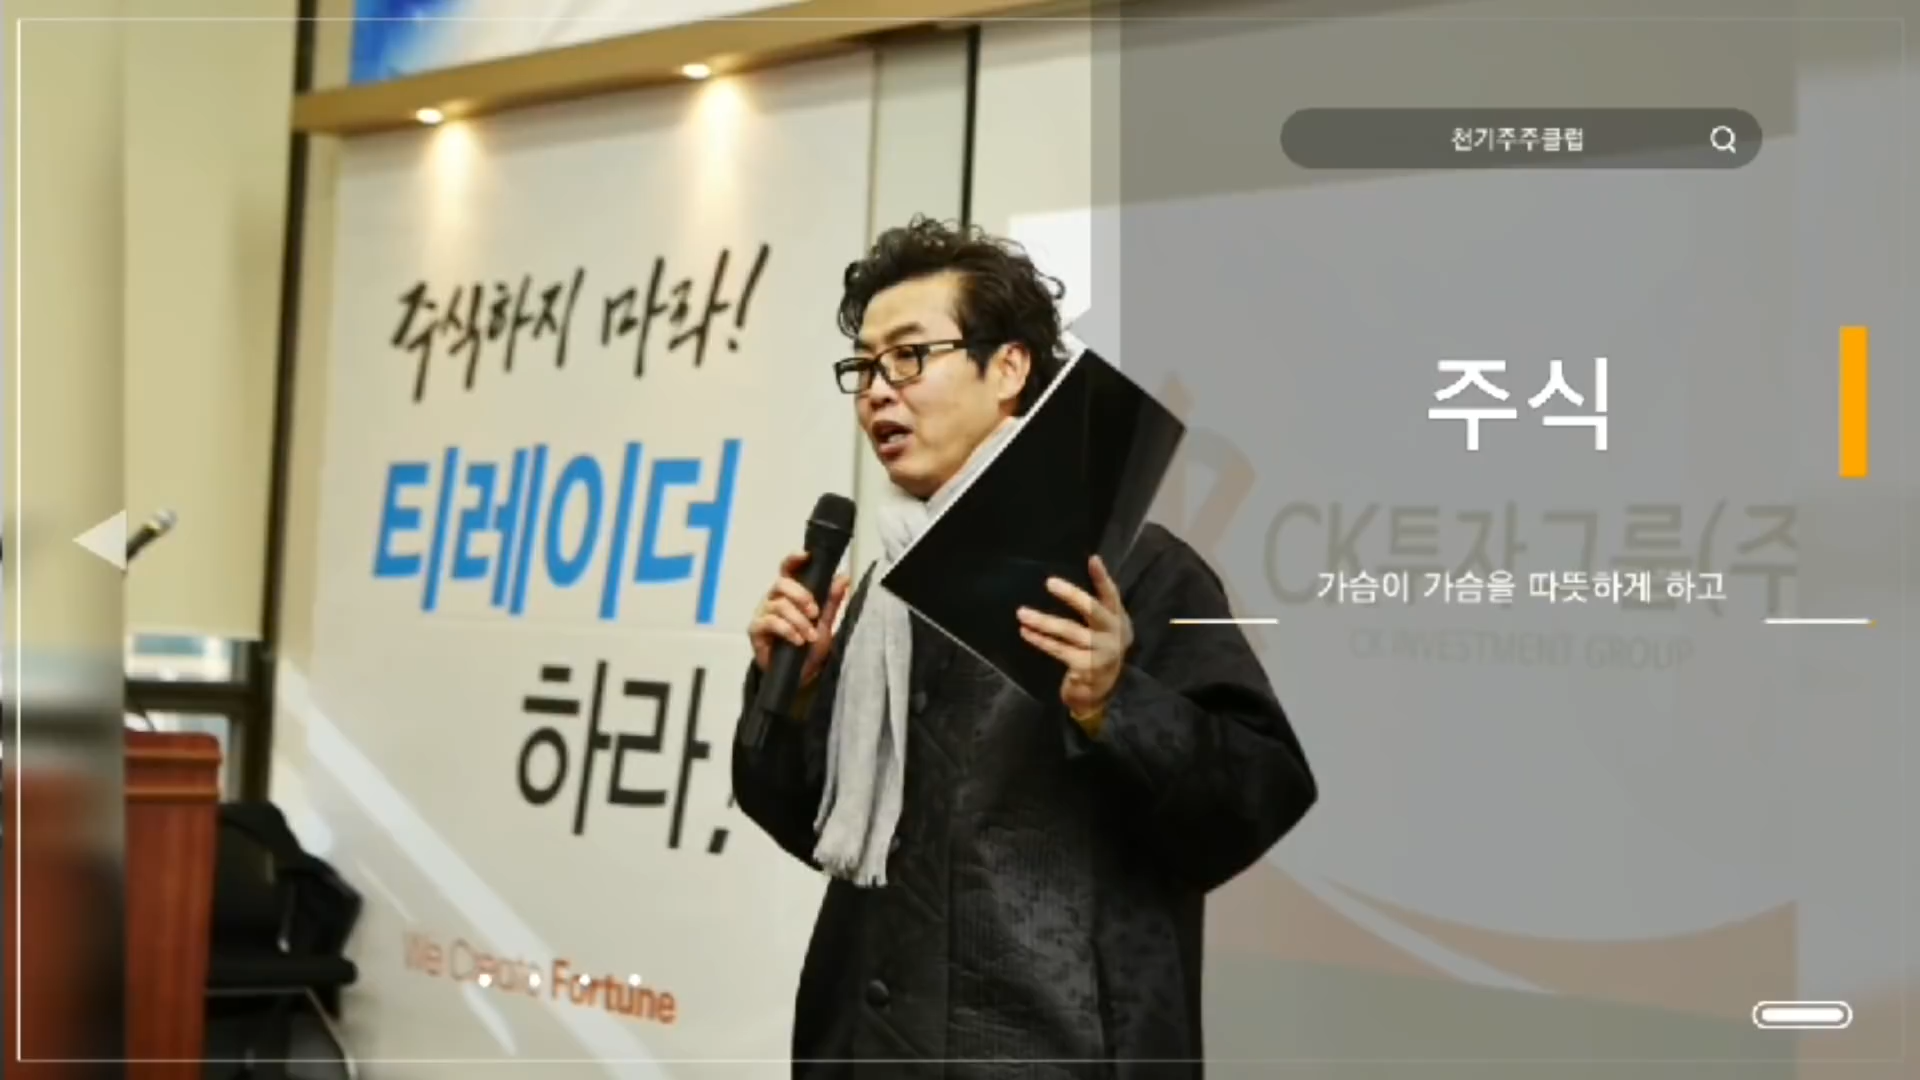 천기주주클럽
주식하지 마라!
티레이더
하라,
We Create Fortune
주식
CK투자그룹(주
가슴이 가슴을 따뜻하게 하고
CK INVESTMENT GROUP